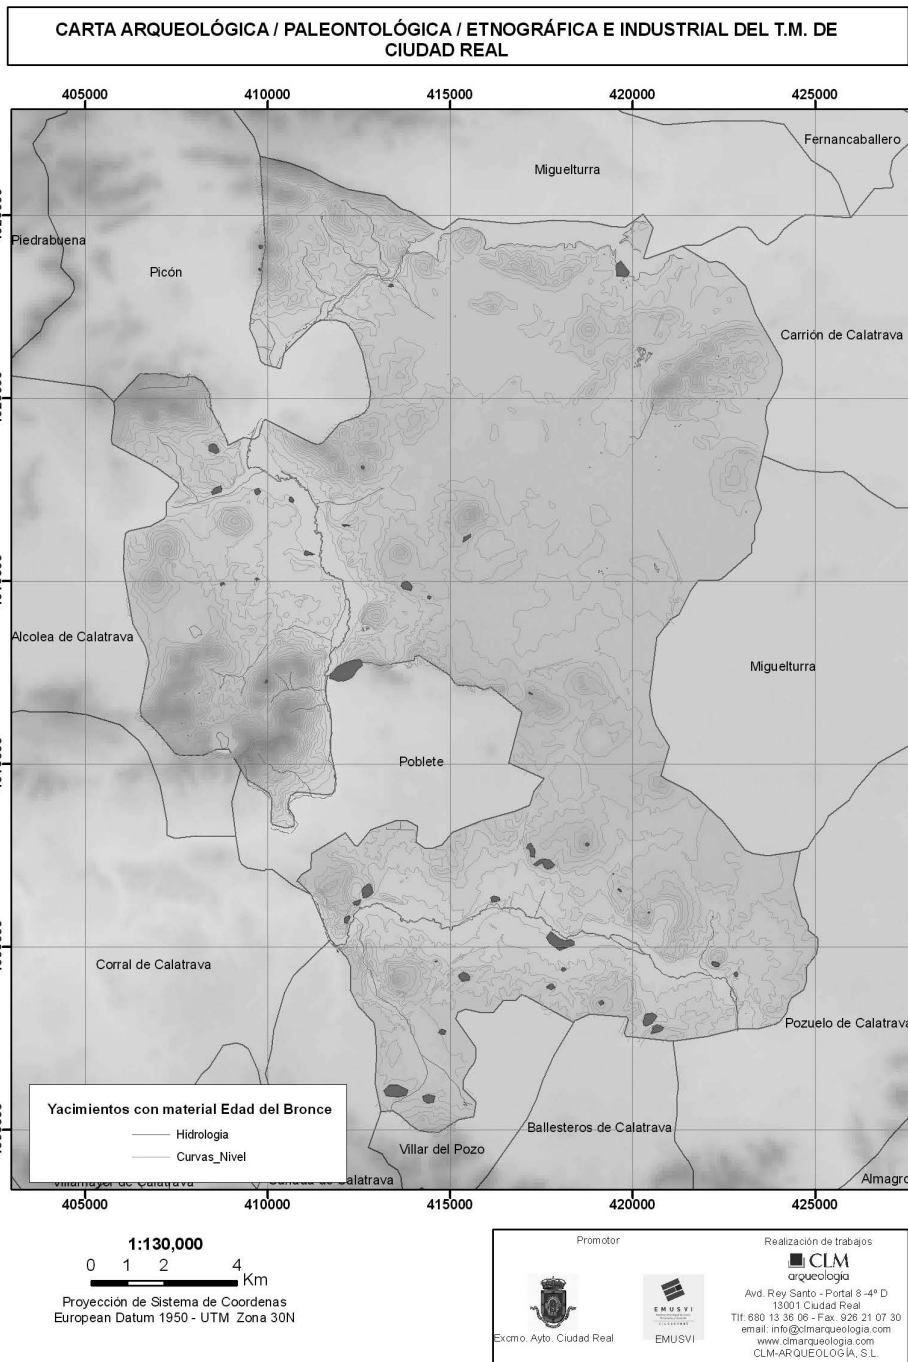 CARTA ARQUEOLÓGICA / PALEONTOLÓGICA / ETNOGRÁFICA E INDUSTRIAL DEL T.M. DE
CIUDAD REAL
405000 410000 415000 420000 425000
Fernancaballero
Miguelturra
Piedrabuena
Picón
Carrión de Calatrava
Alcolea de Calatrava
Miguelturra
Poblete
Corral de Calatrava
Pozuelo de Calatrava
Yacimientos con material Edad del Bronce
Hidrologia
Curvas_Nivel
Ballesteros de Calatrava
Villar del Pozo
Almagro
405000 410000 415000 420000 425000
1:130,000
0 1 2 4
Km
Proyección de Sistema de Coordenas
European Datum 1950 - UTM Zona 30N
Promotor
Excmo. Ayto. Ciudad Real
EMUSVI
EMUSVI
Realización de trabajos
CLM
arqueología
Avd. Rey Santo - Portal 8 -4º D
13001 Ciudad Real
Tlf: 680 13 36 06 - Fax. 926 21 07 30
email: info@clmarqueologia.com
www.clmarqueologia.com
CLM-ARQUEOLOGÍA, S.L.